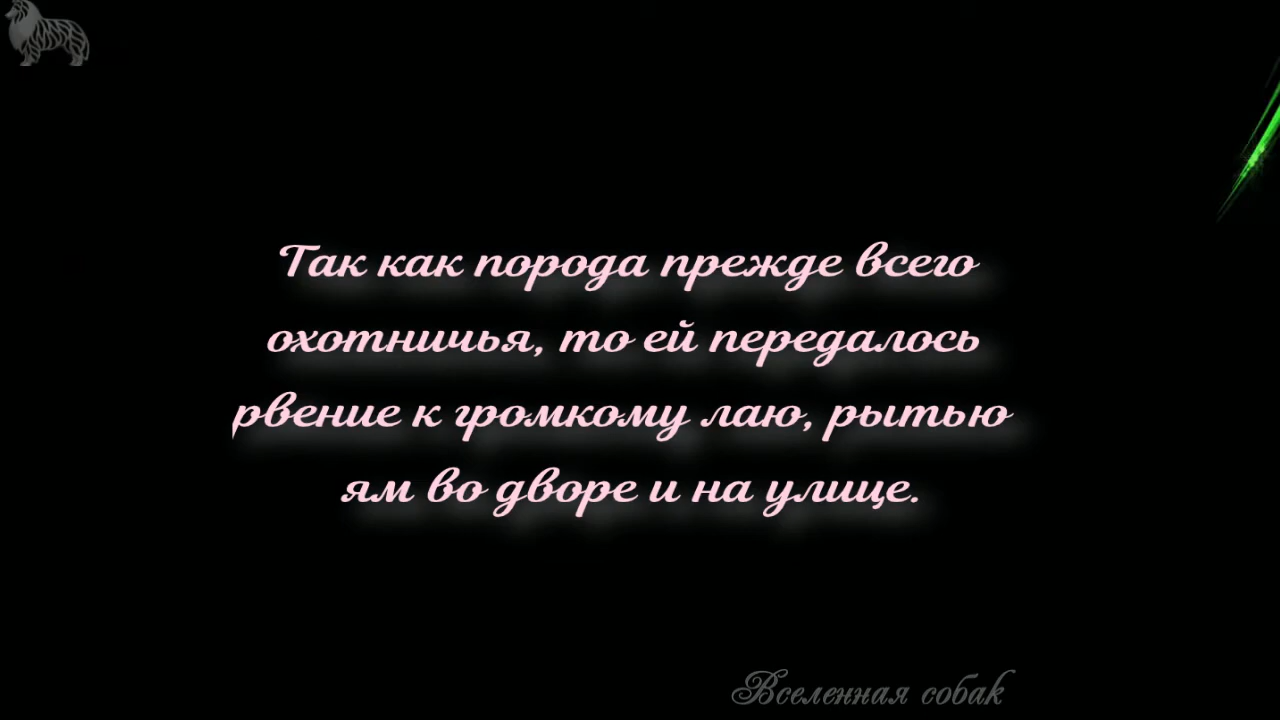 Так как порода прежде всего
охотничья, то ей передалось
рвение к громкому лаю, рытью
ям во дворе и на улице.
Вселенная собак